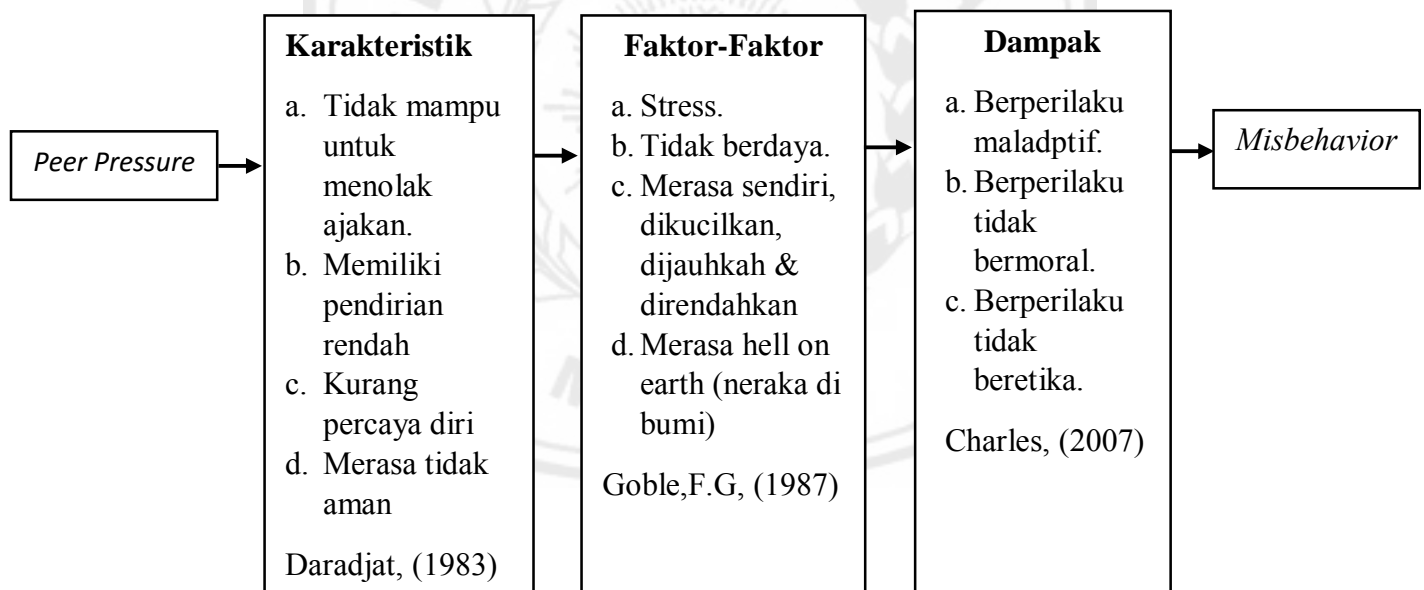 Peer Pressure
Karakteristik
a. Tidak mampu
untuk
menolak
ajakan.
b. Memiliki
pendirian
rendah
c. Kurang
percaya diri
d. Merasa tidak
aman
Daradjat, (1983)
Faktor-Faktor
a. Stress.
b. Tidak berdaya.
c. Merasa sendiri,
dikucilkan,
dijauhkah &
direndahkan
d. Merasa hell on
earth (neraka di
bumi)
Goble,F.G, (1987)
Dampak
a. Berperilaku
maladptif.
b. Berperilaku
tidak
bermoral.
c. Berperilaku
tidak
beretika.
Charles, (2007)
Misbehavior